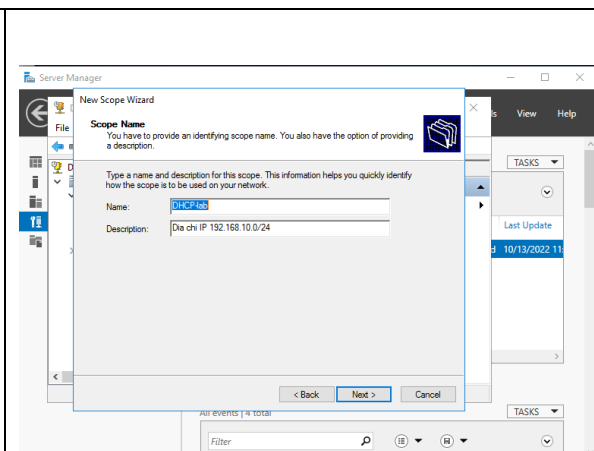 Server Manager
New Scope Wizard
File
View Help
Scope Name
You have to provide an identifying scope name. You also have the option of providing
a description.
Type a name and description for this scope. This information helps you quickly identify
how the scope is to be used on your network.
Name: DHCP-lab
Description: Dia chi IP 192.168.10.0/24
< Back Next > Cancel
TASKS
Last Update
10/13/2022 11:
All events | 4 total
TASKS
Filter